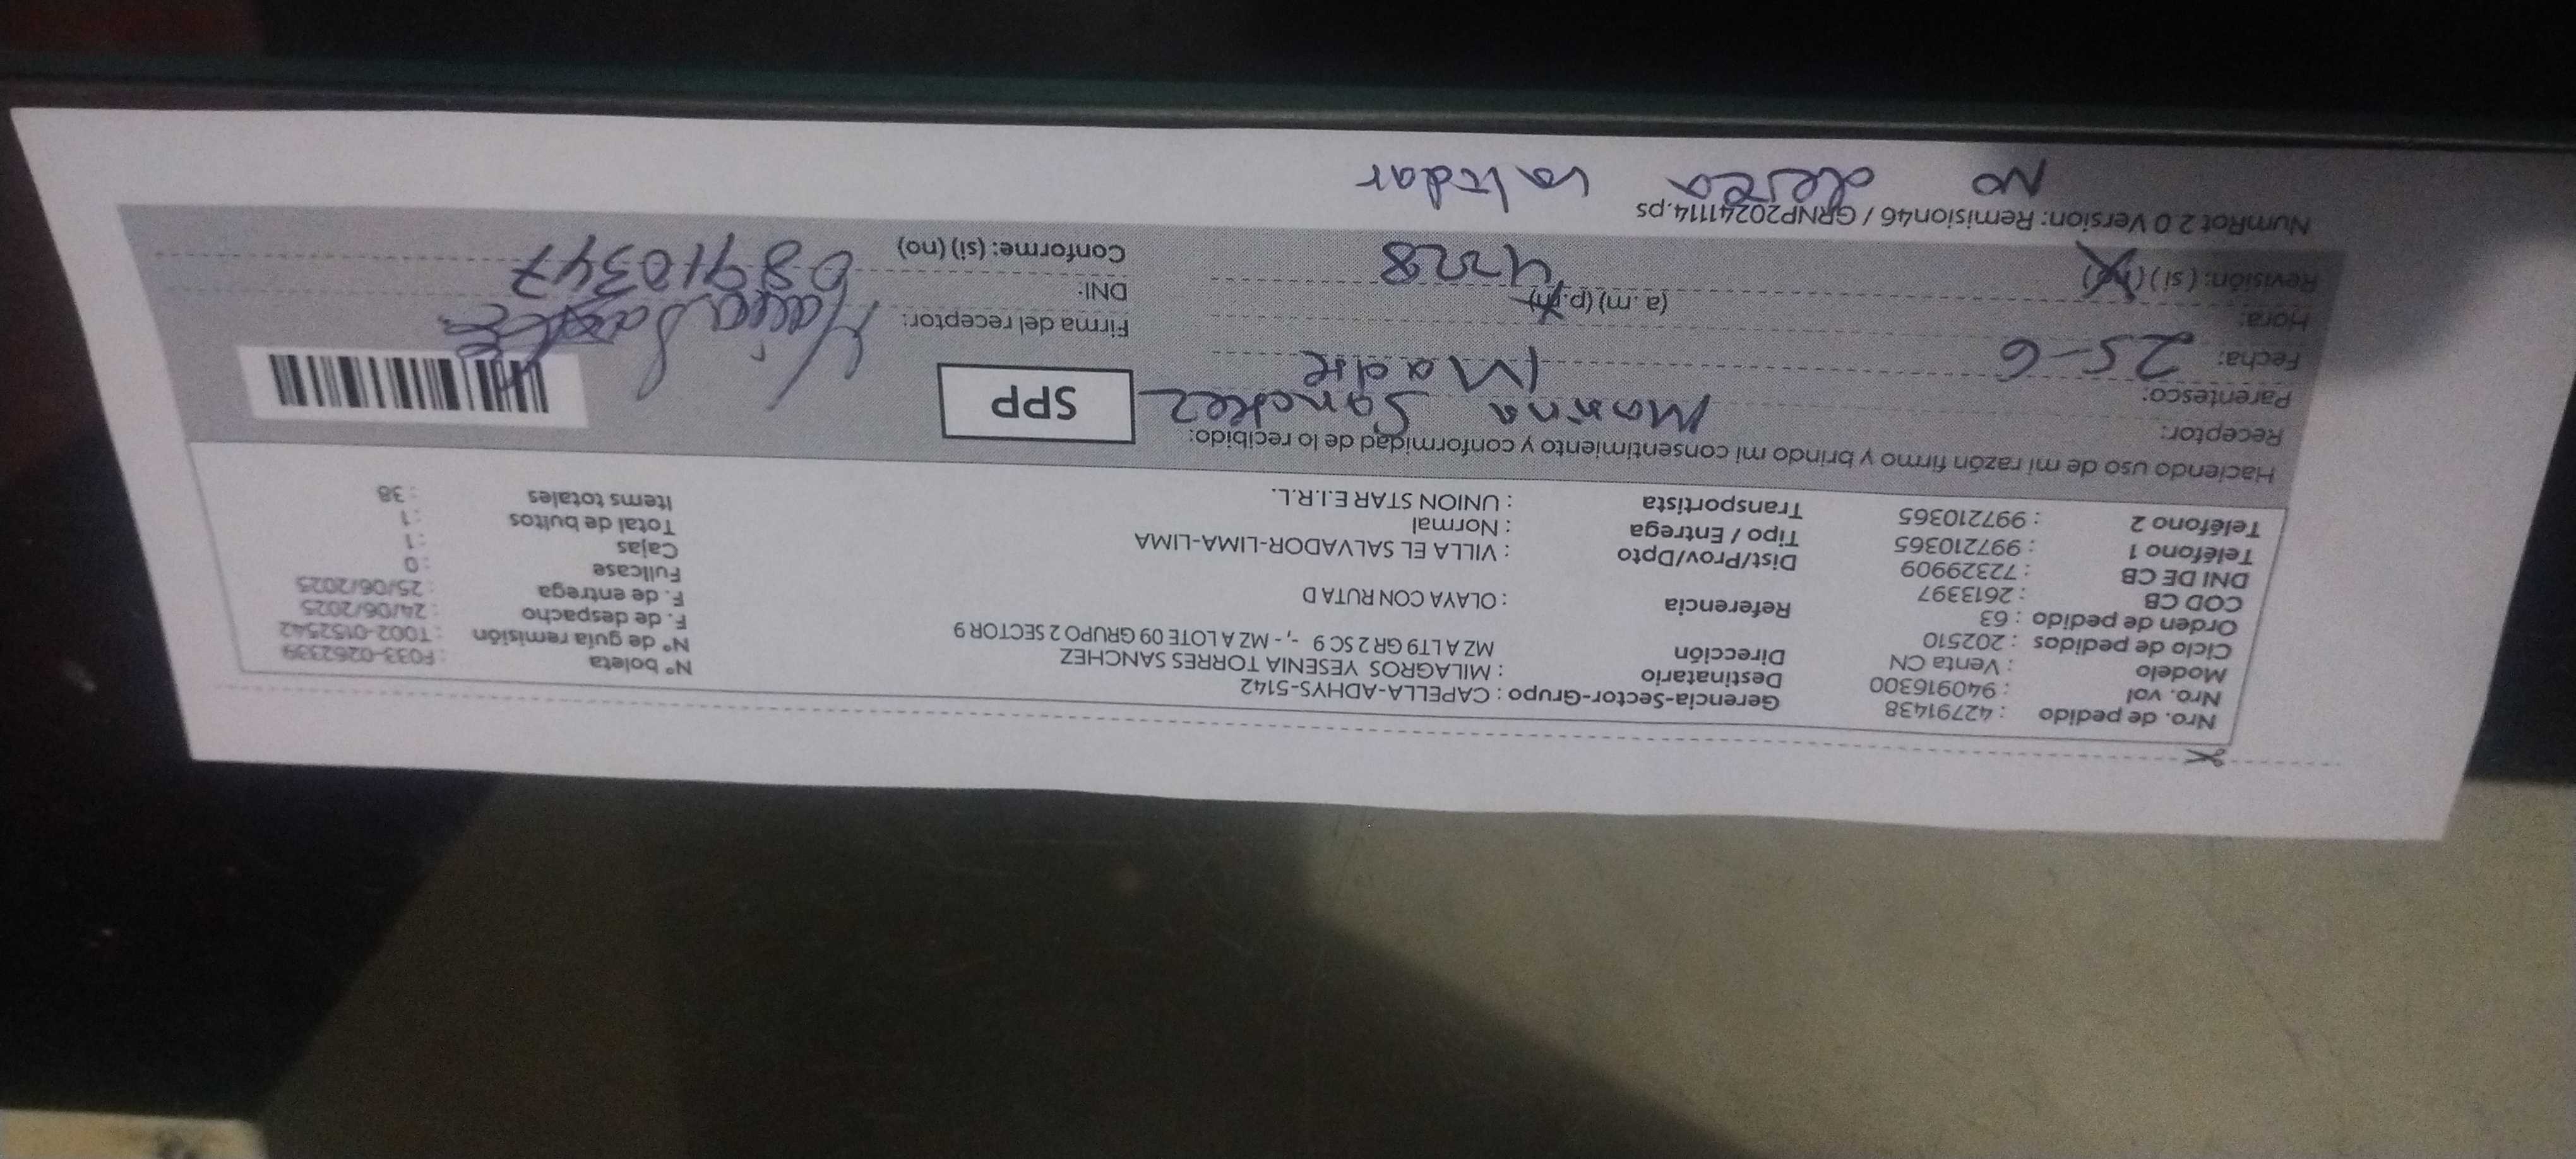 Nro. de pedido : 42791438
Nro. vol : 940916300
Modelo : Venta CN
Ciclo de pedidos : 202510
Orden de pedido : 63
COD CB : 2613397
DNI DE CB : 72329909
Teléfono 1 : 997210365
Teléfono 2 : 997210365
Gerencia-Sector-Grupo : CAPELLA-ADHYS-5142
Destinatario : MILAGROS YESENIA TORRES SANCHEZ
Dirección MZ A LT9 GR 2 SC 9 -,- MZ A LOTE 09 GRUPO 2 SECTOR 9
Referencia : OLAYA CON RUTA D
Dist/Prov/Dpto : VILLA EL SALVADOR-LIMA-LIMA
Tipo / Entrega : Normal
Transportista : UNION STAR E.I.R.L.
N° boleta : F033-0262339
N° de guía remisión : T002-0152542
F. de despacho : 24/06/2025
F. de entrega : 25/06/2025
Fullcase : 0
Cajas : 1
Total de bultos : 1
Items totales : 38
Haciendo uso de mi razón firmo y brindo mi consentimiento y conformidad de lo recibido:
Receptor: Marina Sanchez
Parentesco: Madre
Fecha: 25-6
Hora: (a. m) (p. m) 4:28
Revisión: ( si ) ( no )
SPP
Firma del receptor:
DNI: 08910347
Conforme: (si) (no)
NumRot 2.0 Version: Remision46 / GRNP20241114.ps
No desea validar